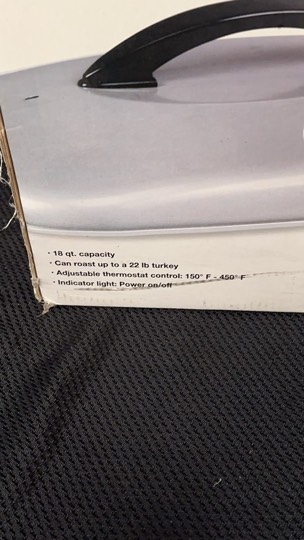 · 18 qt. capacity
· Can roast up to a 22 lb turkey
· Adjustable thermostat control: 150° F - 450° F
· Indicator light: Power on/off